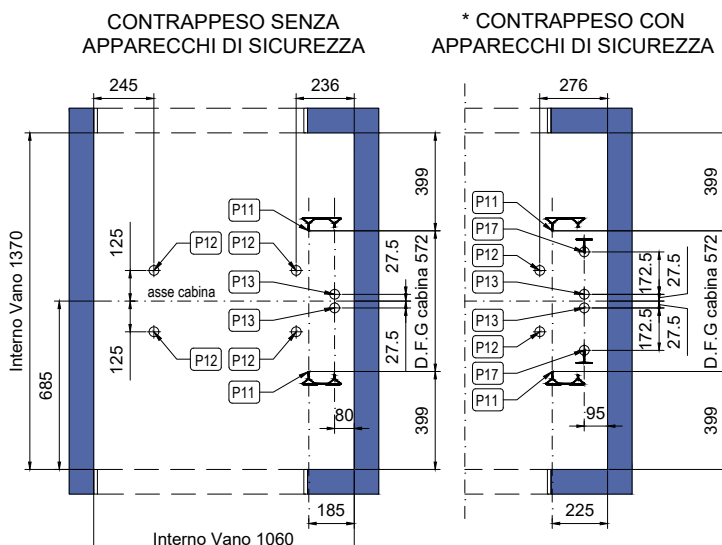 CONTRAPPESO SENZA
APPARECCHI DI SICUREZZA
* CONTRAPPESO CON
APPARECCHI DI SICUREZZA
245
236
276
399
399
P11
P11
P17
125
P12
P12
27.5
P12
172.5
27.5
Interno Vano 1370
asse cabina
P13
D.F.G cabina 572
P13
D.F.G cabina 572
P13
P13
125
P12
P12
27.5
P12
172.5
27.5
685
P11
P17
P11
80
399
95
399
185
225
Interno Vano 1060